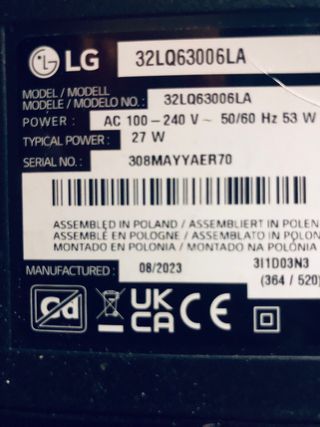 LG 32LQ63006LA
MODEL / MODELL
MODELE / MODELO NO. : 32LQ63006LA
POWER : AC 100-240 V ~ 50/60 Hz 53 W
TYPICAL POWER : 27 W
SERIAL NO. : 308MAYYAER70
ASSEMBLED IN POLAND / ASSEMBLIERT IN POLEN
ASSEMBLÉ EN POLOGNE / ASSEMBLATO IN POLON
MONTADO EN POLONIA / MONTADO NA POLÓNIA
MANUFACTURED : 08/2023 3I1D03N3
(364 / 520)
Cd UK CA CE